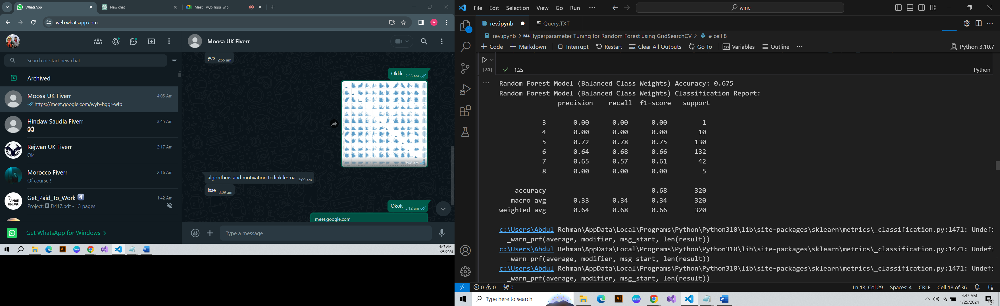 WhatsApp
New chat
Meet - wyb-hggr-wfb
web.whatsapp.com
A
Moosa UK Fiverr
Search or start new chat
Archived
Moosa UK Fiverr 4:05 Am
https://meet.google.com/wyb-hggr-wfb
Hindaw Saudia Fiverr 3:45 Am
👀
Rejwan UK Fiverr 2:17 Am
Ok
Morocco Fiverr 2:16 Am
Of course !
ONLINE
Get_Paid_To_Work 4 1:42 Am
Project: D417.pdf • 13 pages
Get WhatsApp for Windows
yes 2:55 am
Okkk 2:55 am
3:08 am
algorithms and motivation to link kerna 3:09 am
isse 3:09 am
Okok 3:12 am
meet.google.com
Type a message
Ai
Canva
4:47 AM
1/25/2024
File Edit Selection View Go Run ···
wine
1
rev.ipynb
Query.TXT
rev.ipynb > M↓Hyperparameter Tuning for Random Forest using GridSearchCV > # cell 8
+ Code + Markdown Interrupt Restart Clear All Outputs Go To Variables Outline ··· Python 3.10.7
[80] 1.2s Python
Random Forest Model (Balanced Class Weights) Accuracy: 0.675
Random Forest Model (Balanced Class Weights) Classification Report:
precision recall f1-score support
3 0.00 0.00 0.00 1
4 0.00 0.00 0.00 10
5 0.72 0.78 0.75 130
6 0.64 0.68 0.66 132
7 0.65 0.57 0.61 42
8 0.00 0.00 0.00 5
accuracy 0.68 320
macro avg 0.33 0.34 0.34 320
weighted avg 0.64 0.68 0.66 320
c:\Users\Abdul Rehman\AppData\Local\Programs\Python\Python310\lib\site-packages\sklearn\metrics\_classification.py:1471: Undefi
_warn_prf(average, modifier, msg_start, len(result))
c:\Users\Abdul Rehman\AppData\Local\Programs\Python\Python310\lib\site-packages\sklearn\metrics\_classification.py:1471: Undefi
_warn_prf(average, modifier, msg_start, len(result))
c:\Users\Abdul Rehman\AppData\Local\Programs\Python\Python310\lib\site-packages\sklearn\metrics\_classification.py:1471: Undefi
_warn_prf(average, modifier, msg_start, len(result))
0 0 0 Ln 13, Col 29 Spaces: 4 CRLF Cell 18 of 36
Type here to search
Ai
Canva
4:47 AM
1/25/2024
3